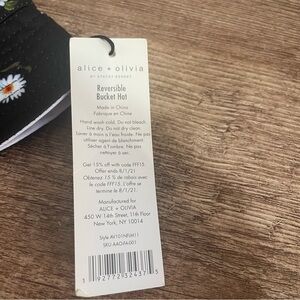 alice + olivia
BY STACEY BENDET
Reversible
Bucket Hat
Made in China
Fabriqué en Chine
Hand wash cold. Do not bleach.
Line dry. Do not dry clean.
Laver à main à l'eau froide. Ne pas
utiliser agent de blanchiment.
Sécher à l'ombre. Ne pas
nettoyer à sec.
Get 15% off with code FFF15.
Offer ends 8/1/21
Obtenez 15 % de rabais avec
le code FFF15. L'offre se
termine le 8/1/21.
Manufactured for
ALICE + OLIVIA
450 W 14th Street, 11th Floor
New York, NY 10014
Style
SKU